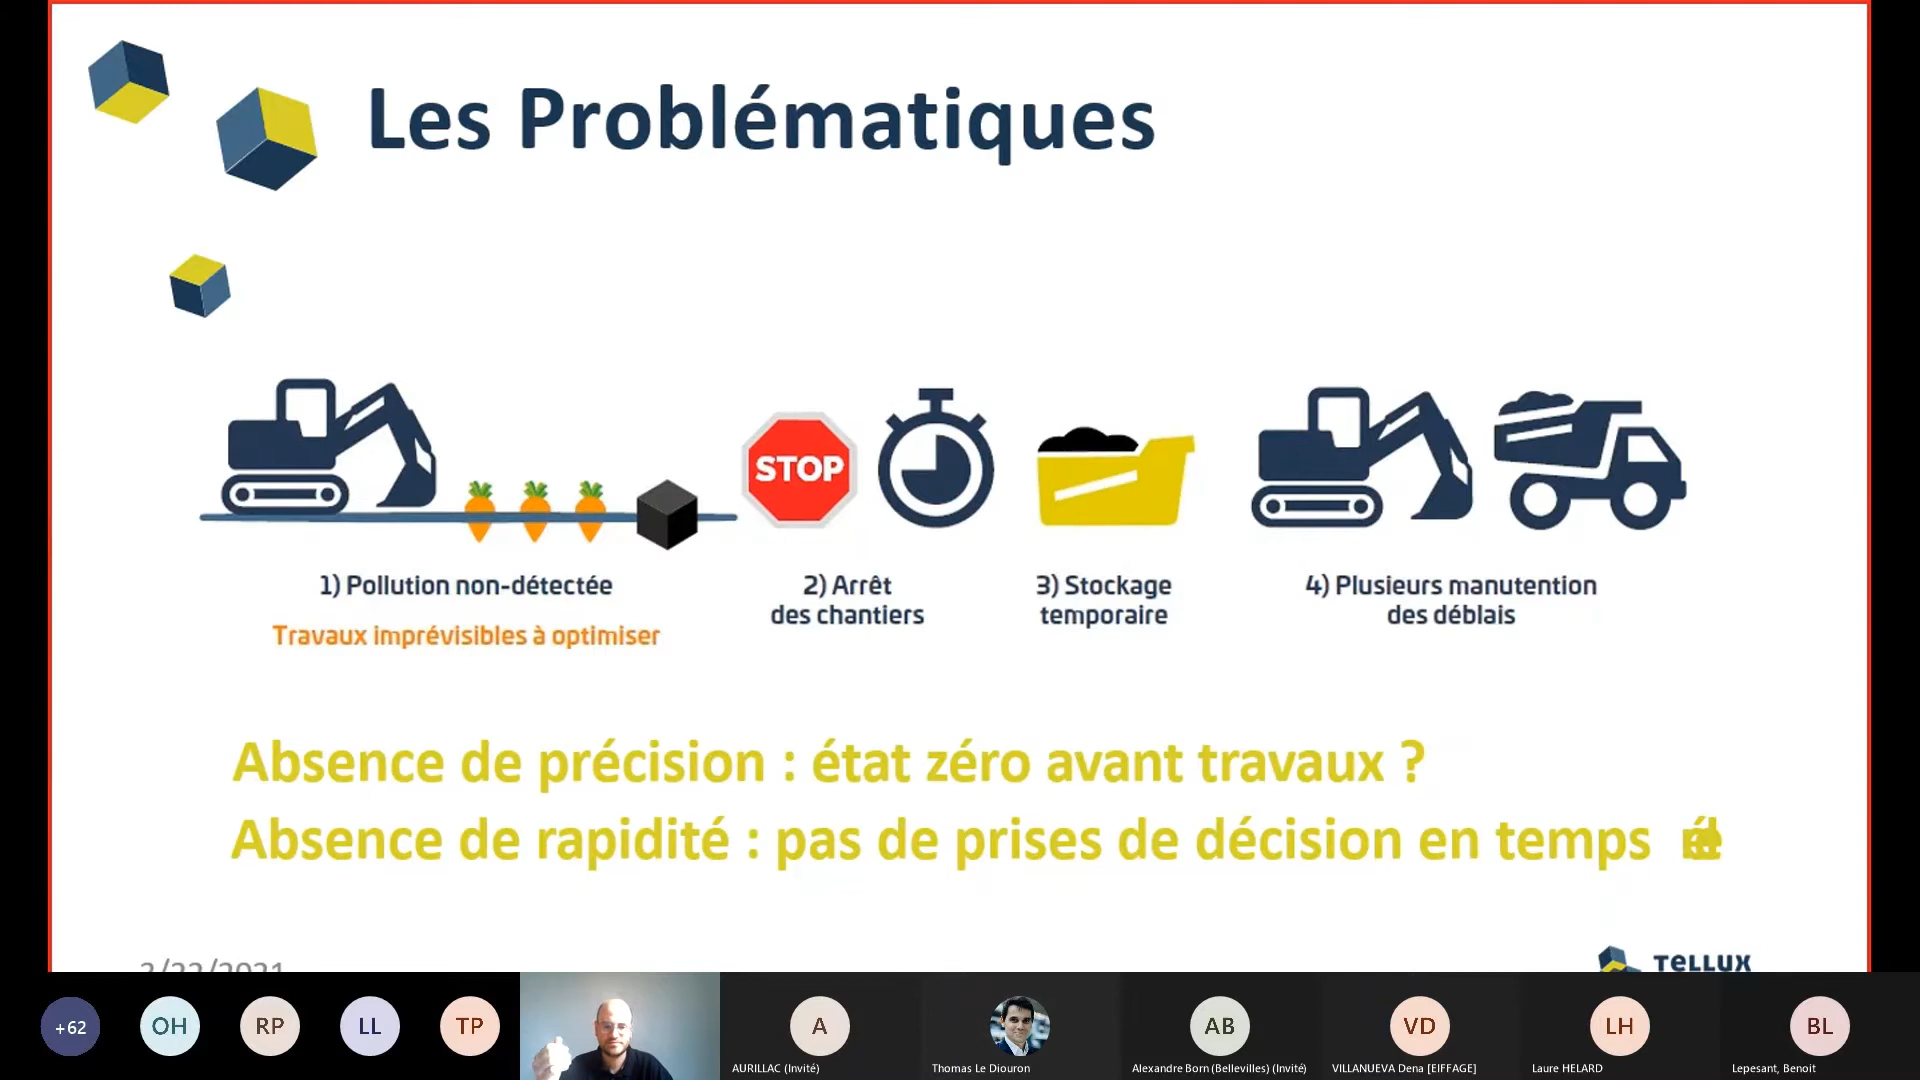 Les Problématiques
STOP
1) Pollution non-détectée
Travaux imprévisibles à optimiser
2) Arrêt
des chantiers
3) Stockage
temporaire
4) Plusieurs manutention
des déblais
Absence de précision : état zéro avant travaux ?
Absence de rapidité : pas de prises de décision en temps
TELLUX
+62
OH
RP
LL
TP
A
AB
VD
LH
BL
AURILLAC (Invité)
Thomas Le Diouron
Alexandre Born (Bellevilles) (Invité)
VILLANUEVA Dena [EIFFAGE]
Laure HELARD
Lepesant, Benoit